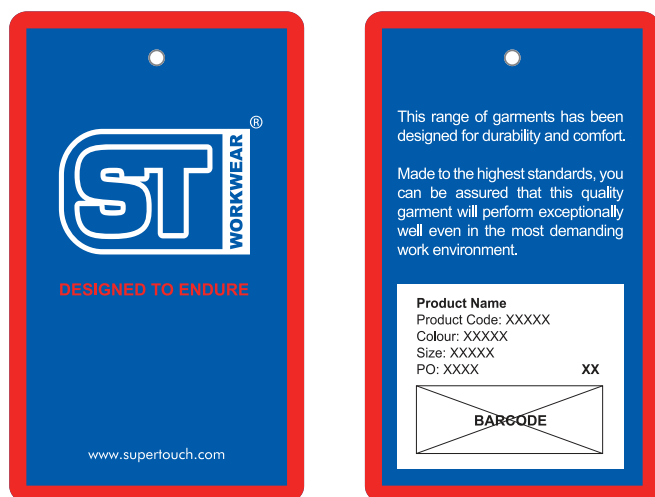 ®
ST
WORKWEAR
DESIGNED TO ENDURE
www.supertouch.com
This range of garments has been
designed for durability and comfort.
Made to the highest standards, you
can be assured that this quality
garment will perform exceptionally
well even in the most demanding
work environment.
Product Name
Product Code: XXXXX
Colour: XXXXX
Size: XXXXX
PO: XXXX XX
BARCODE